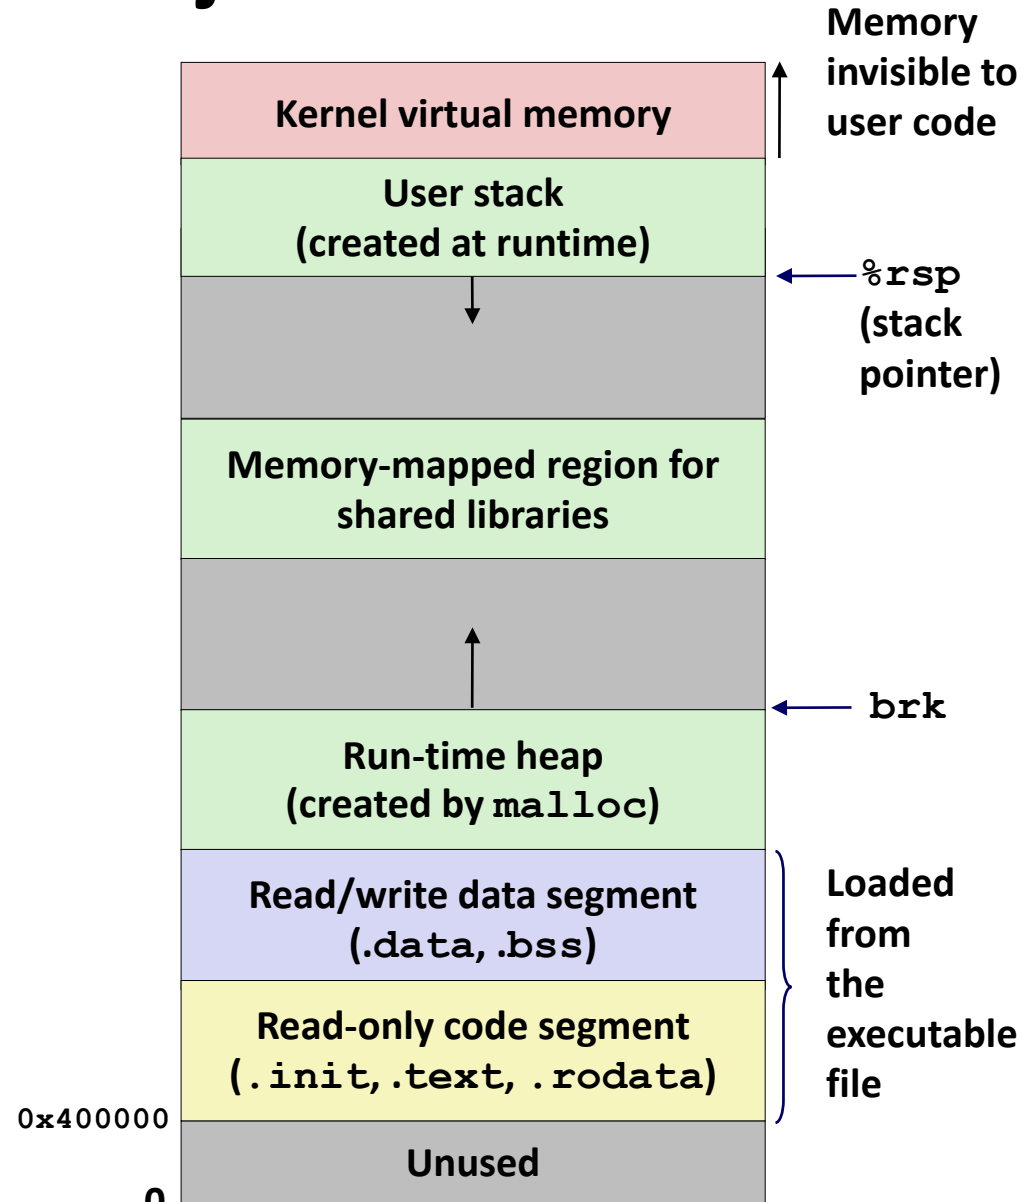 Memory
invisible to
user code
Kernel virtual memory
User stack
(created at runtime)
%rsp
(stack
pointer)
Memory-mapped region for
shared libraries
brk
Run-time heap
(created by malloc)
Read/write data segment
(.data, .bss)
Loaded
from
the
executable
file
Read-only code segment
(.init, .text, .rodata)
0x400000
Unused
0